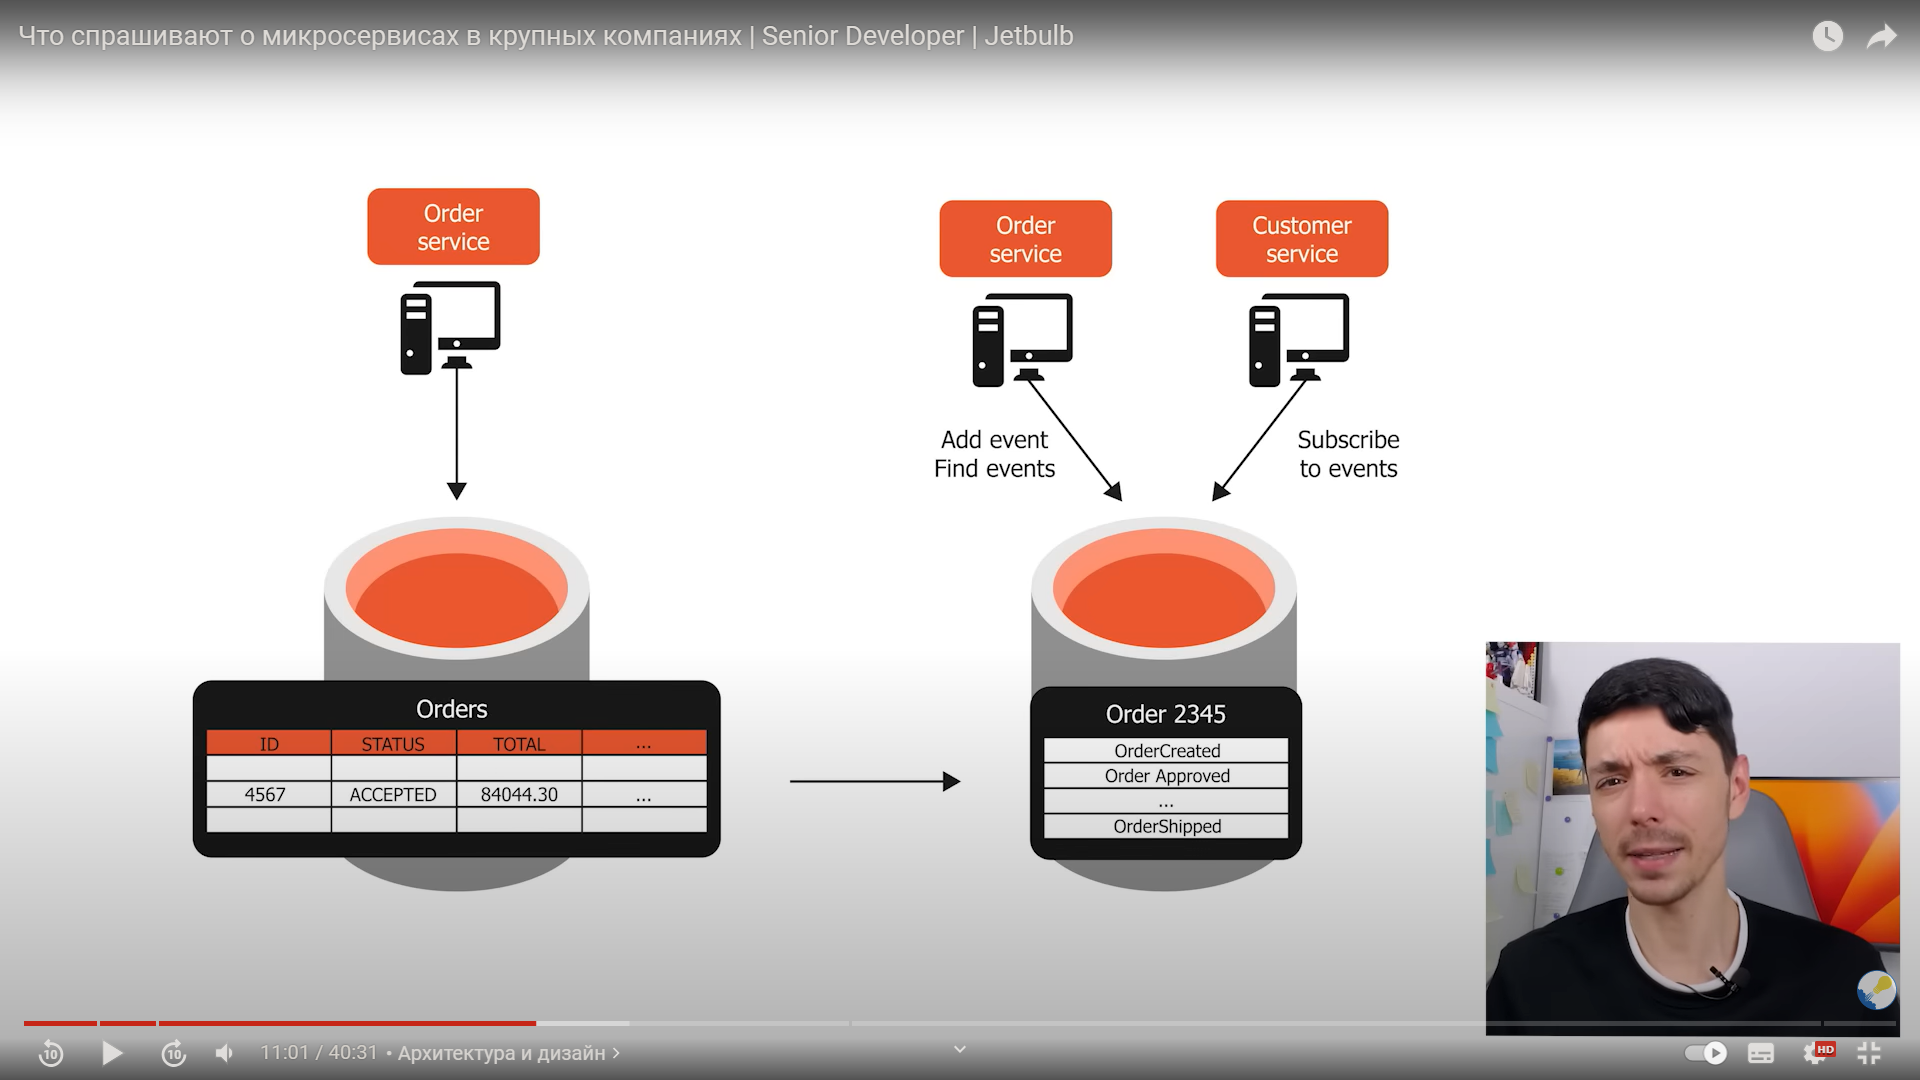 Что спрашивают о микросервисах в крупных компаниях | Senior Developer | Jetbulb
Order
service
Order
service
Customer
service
Add event
Find events
Subscribe
to events
Orders
ID STATUS TOTAL ...
4567 ACCEPTED 84044.30 ...
Order 2345
OrderCreated
Order Approved
...
OrderShipped
10
10
11:01 / 40:31 • Архитектура и дизайн
HD